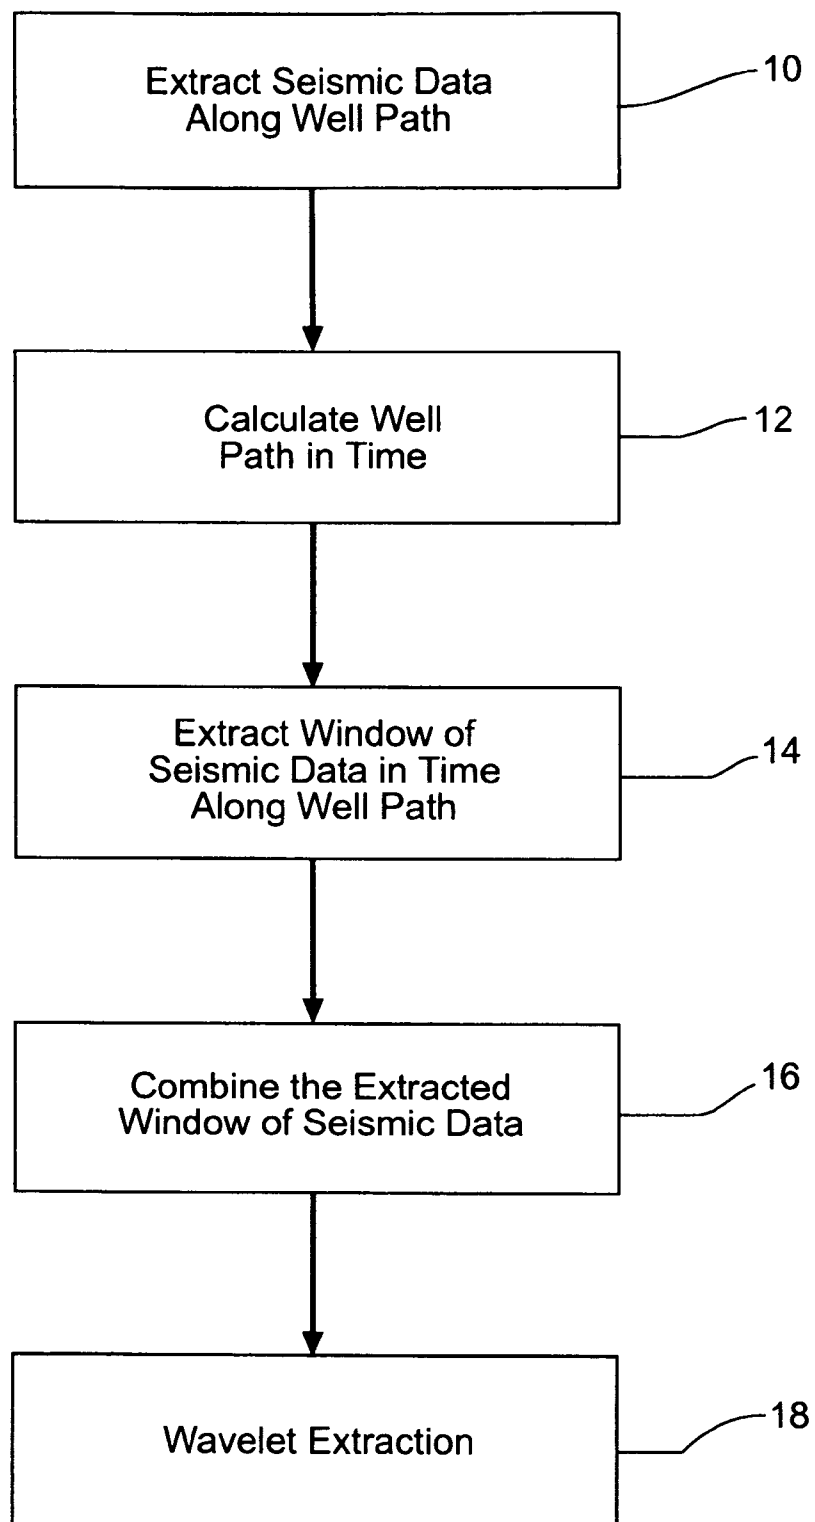 Extract Seismic Data
Along Well Path
10
Calculate Well
Path in Time
12
Extract Window of
Seismic Data in Time
Along Well Path
14
Combine the Extracted
Window of Seismic Data
16
Wavelet Extraction
18